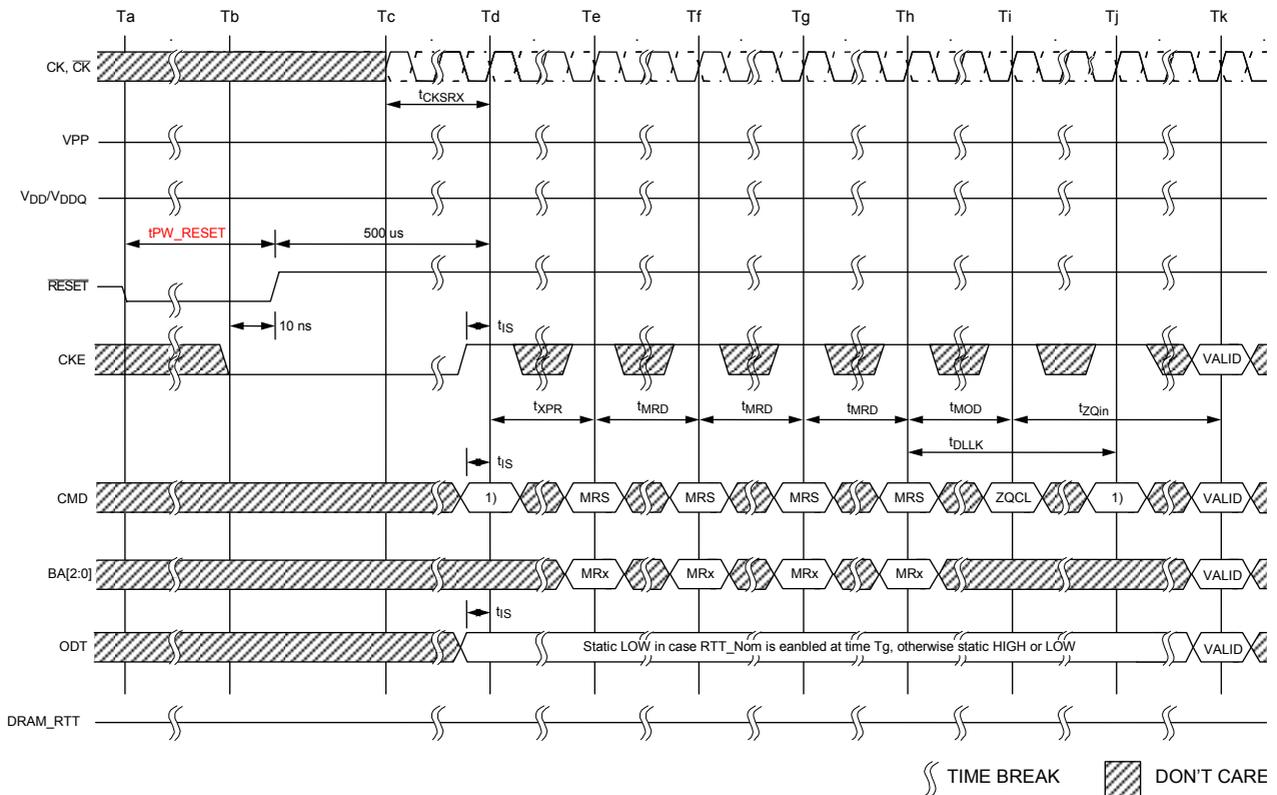 Ta Tb Tc Td Te Tf Tg Th Ti Tj Tk
CK, CK
tCKSRX
VPP
VDD/VDDQ
tPW_RESET 500 us
RESET
10 ns tIS
CKE VALID
tXPR tMRD tMRD tMRD tMOD tZQin
tDLLK
tIS
CMD 1) MRS MRS MRS MRS ZQCL 1) VALID
BA[2:0] MRx MRx MRx MRx VALID
tIS
ODT Static LOW in case RTT_Nom is eanbled at time Tg, otherwise static HIGH or LOW VALID
DRAM_RTT
TIME BREAK DON'T CARE